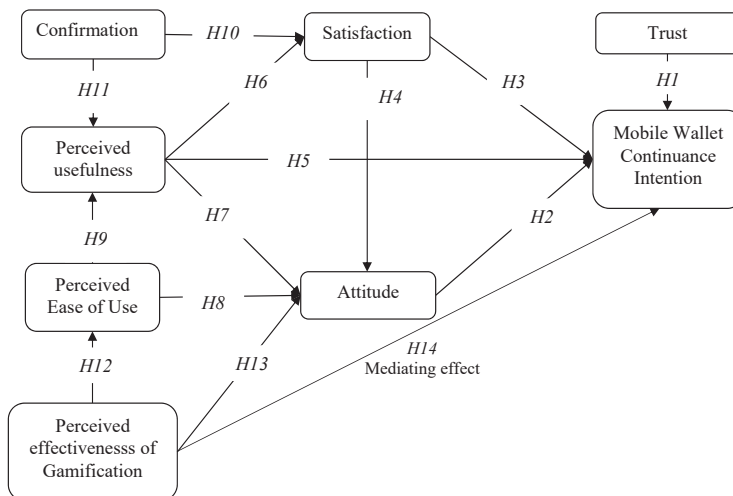 Confirmation
H10
Satisfaction
Trust
H11
H6
H4
H3
H1
Perceived
usefulness
H5
Mobile Wallet
Continuance
Intention
H7
H2
H9
Perceived
Ease of Use
H8
Attitude
H12
H13
H14
Mediating effect
Perceived
effectivenesss of
Gamification